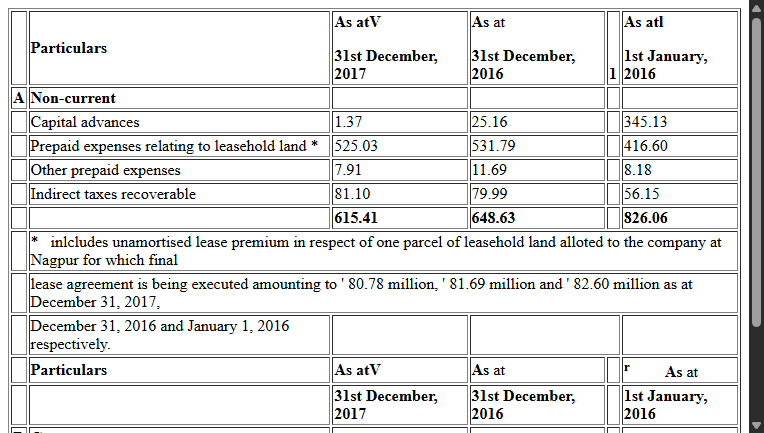 Particulars As atV As at As atl
31st December, 31st December, 1st January,
2017 2016 1 2016
A Non-current
Capital advances 1.37 25.16 345.13
Prepaid expenses relating to leasehold land * 525.03 531.79 416.60
Other prepaid expenses 7.91 11.69 8.18
Indirect taxes recoverable 81.10 79.99 56.15
615.41 648.63 826.06
* inlcludes unamortised lease premium in respect of one parcel of leasehold land alloted to the company at
Nagpur for which final
lease agreement is being executed amounting to ' 80.78 million, ' 81.69 million and ' 82.60 million as at
December 31, 2017,
December 31, 2016 and January 1, 2016
respectively.
Particulars As atV As at r As at
31st December, 31st December, 1st January,
2017 2016 2016